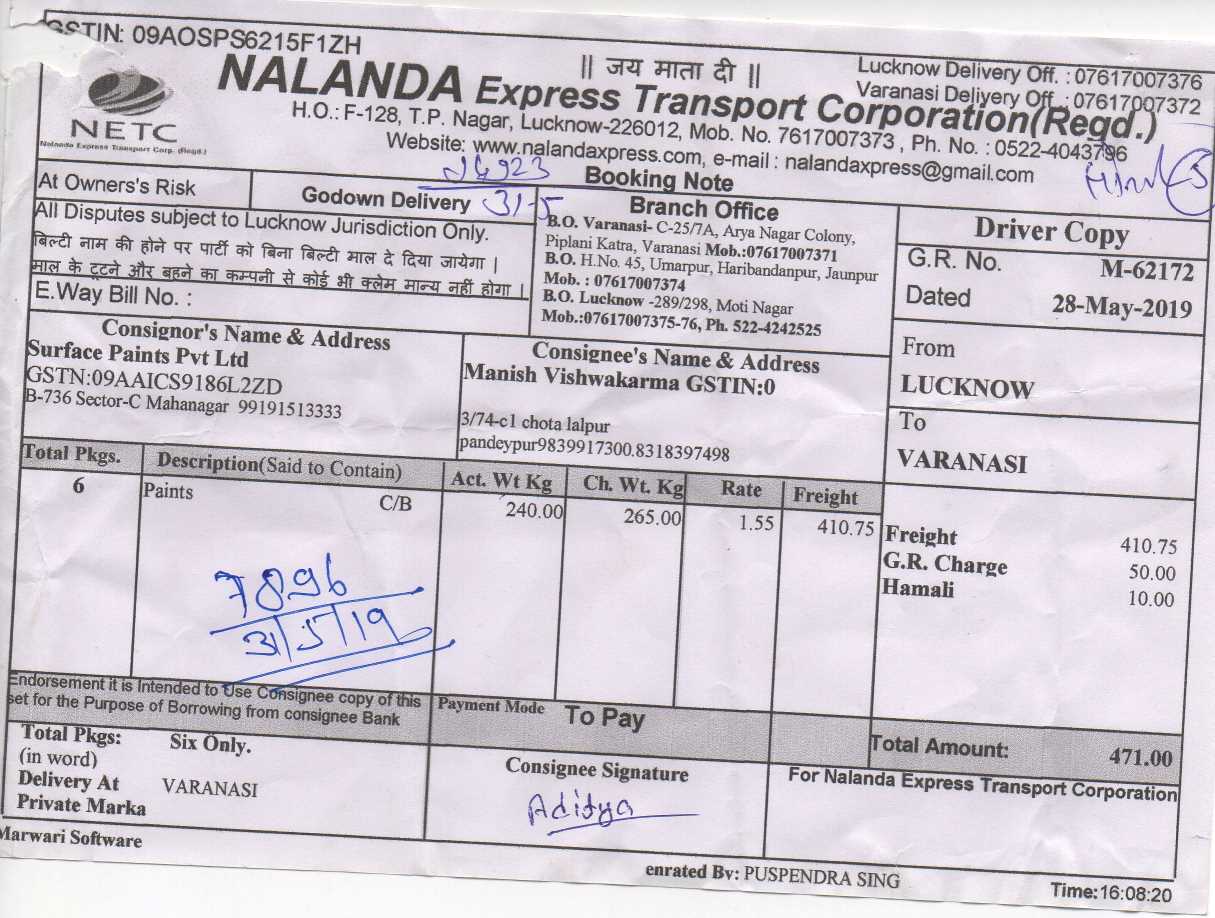 GSTIN: 09AOSPS6215F1ZH
|| जय माता दी ||
Lucknow Delivery Off. : 07617007376
Varanasi Delivery Off. : 07617007372
NETC
Nalanda Express Transport Corp. (Regd.)
NALANDA Express Transport Corporation(Regd.)
H.O.: F-128, T.P. Nagar, Lucknow-226012, Mob. No. 7617007373 , Ph. No. : 0522-4043796
Website: www.nalandaxpress.com, e-mail : nalandaxpress@gmail.com
Booking Note
At Owners's Risk
Godown Delivery 31-5
All Disputes subject to Lucknow Jurisdiction Only.
बिल्टी नाम की होने पर पार्टी को बिना बिल्टी माल दे दिया जायेगा |
माल के टूटने और बहने का कम्पनी से कोई भी क्लेम मान्य नहीं होगा |
E.Way Bill No. :
Branch Office
B.O. Varanasi- C-25/7A, Arya Nagar Colony,
Piplani Katra, Varanasi Mob.:07617007371
B.O. H.No. 45, Umarpur, Haribandanpur, Jaunpur
Mob. : 07617007374
B.O. Lucknow -289/298, Moti Nagar
Mob.:07617007375-76, Ph. 522-4242525
Driver Copy
G.R. No. M-62172
Dated 28-May-2019
From
LUCKNOW
To
VARANASI
Consignor's Name & Address
Surface Paints Pvt Ltd
GSTN:09AAICS9186L2ZD
B-736 Sector-C Mahanagar 99191513333
Consignee's Name & Address
Manish Vishwakarma GSTIN:0
3/74-c1 chota lalpur
pandeypur9839917300.8318397498
Total Pkgs. Description(Said to Contain) Act. Wt Kg Ch. Wt. Kg Rate Freight
6 Paints C/B 240.00 265.00 1.55 410.75
Freight 410.75
G.R. Charge 50.00
Hamali 10.00
7896
31/5/19
Endorsement it is Intended to Use Consignee copy of this
set for the Purpose of Borrowing from consignee Bank
Payment Mode To Pay
Total Amount: 471.00
Total Pkgs: Six Only.
(in word)
Delivery At VARANASI
Private Marka
Consignee Signature
Aditya
For Nalanda Express Transport Corporation
Marwari Software
enrated By: PUSPENDRA SING
Time:16:08:20